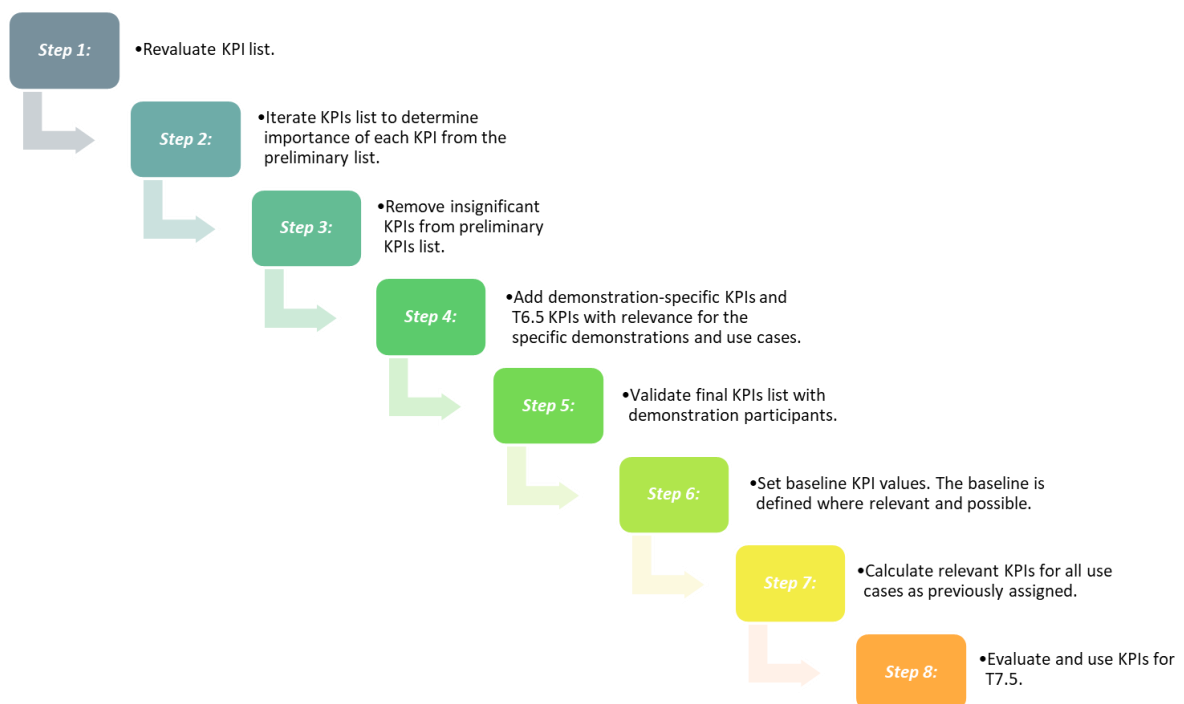 Step 1:
•Revaluate KPI list.
Step 2:
•Iterate KPIs list to determine
importance of each KPI from the
preliminary list.
Step 3:
•Remove insignificant
KPIs from preliminary
KPIs list.
Step 4:
•Add demonstration-specific KPIs and
T6.5 KPIs with relevance for the
specific demonstrations and use cases.
Step 5:
•Validate final KPIs list with
demonstration participants.
Step 6:
•Set baseline KPI values. The baseline is
defined where relevant and possible.
Step 7:
•Calculate relevant KPIs for all use
cases as previously assigned.
Step 8:
•Evaluate and use KPIs for
T7.5.